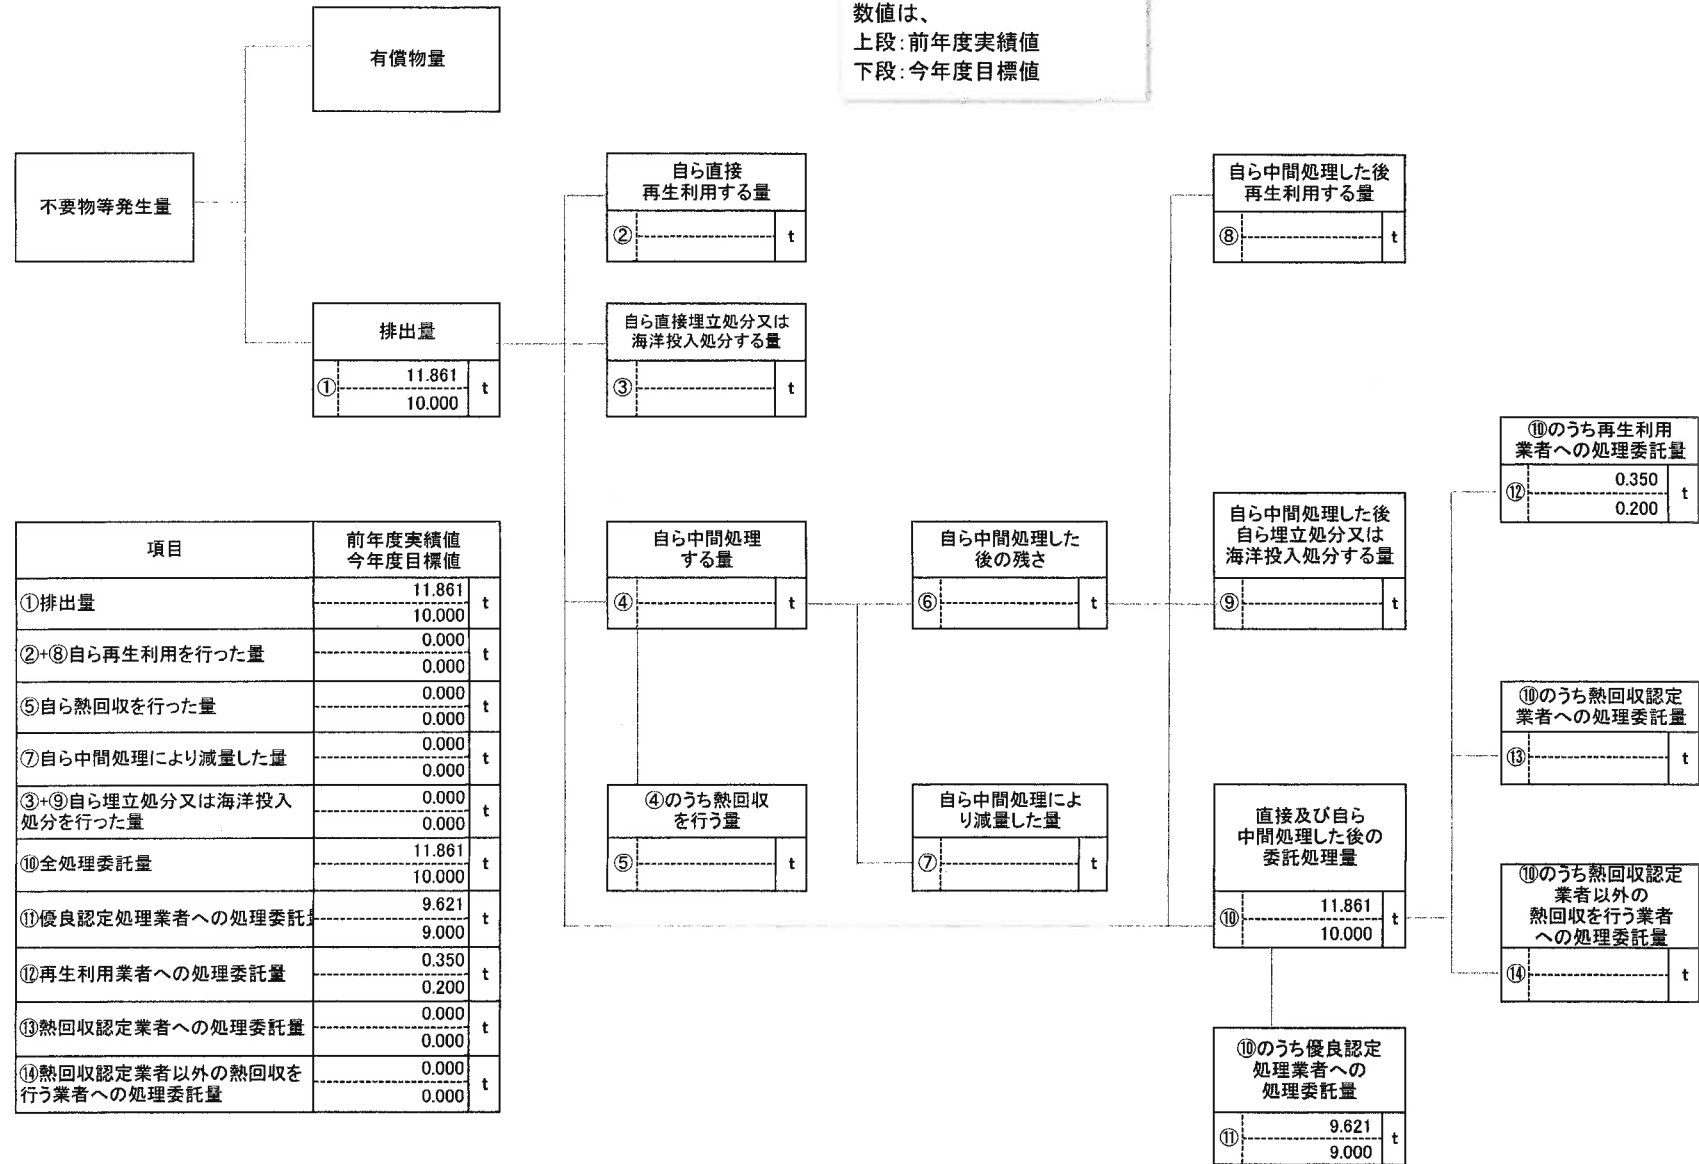 数値は、
上段:前年度実績値
下段:今年度目標値
有償物量
不要物等発生量
排出量
①
11.861
10.000
t
自ら直接
再生利用する量
②
t
自ら直接埋立処分又は
海洋投入処分する量
③
t
自ら中間処理
する量
④
t
④のうち熱回収
を行う量
⑤
t
自ら中間処理した
後の残さ
⑥
t
自ら中間処理によ
り減量した量
⑦
t
自ら中間処理した後
再生利用する量
⑧
t
自ら中間処理した後
自ら埋立処分又は
海洋投入処分する量
⑨
t
直接及び自ら
中間処理した後の
委託処理量
⑩
11.861
10.000
t
⑩のうち優良認定
処理業者への
処理委託量
⑪
9.621
9.000
t
⑩のうち再生利用
業者への処理委託量
⑫
0.350
0.200
t
⑩のうち熱回収認定
業者への処理委託量
⑬
t
⑩のうち熱回収認定
業者以外の
熱回収を行う業者
への処理委託量
⑭
t
項目
前年度実績値
今年度目標値
①排出量
11.861
10.000
t
②+⑧自ら再生利用を行った量
0.000
0.000
t
⑤自ら熱回収を行った量
0.000
0.000
t
⑦自ら中間処理により減量した量
0.000
0.000
t
③+⑨自ら埋立処分又は海洋投入
処分を行った量
0.000
0.000
t
⑩全処理委託量
11.861
10.000
t
⑪優良認定処理業者への処理委託
9.621
9.000
t
⑫再生利用業者への処理委託量
0.350
0.200
t
⑬熱回収認定業者への処理委託量
0.000
0.000
t
⑭熱回収認定業者以外の熱回収を
行う業者への処理委託量
0.000
0.000
t